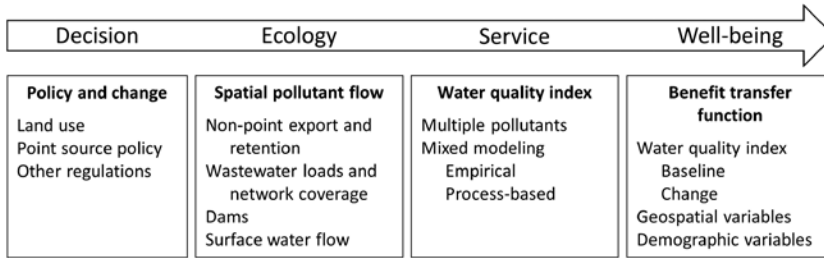 Decision
Ecology
Service
Well-being
Policy and change
Land use
Point source policy
Other regulations
Spatial pollutant flow
Non-point export and
retention
Wastewater loads and
network coverage
Dams
Surface water flow
Water quality index
Multiple pollutants
Mixed modeling
Empirical
Process-based
Benefit transfer
function
Water quality index
Baseline
Change
Geospatial variables
Demographic variables